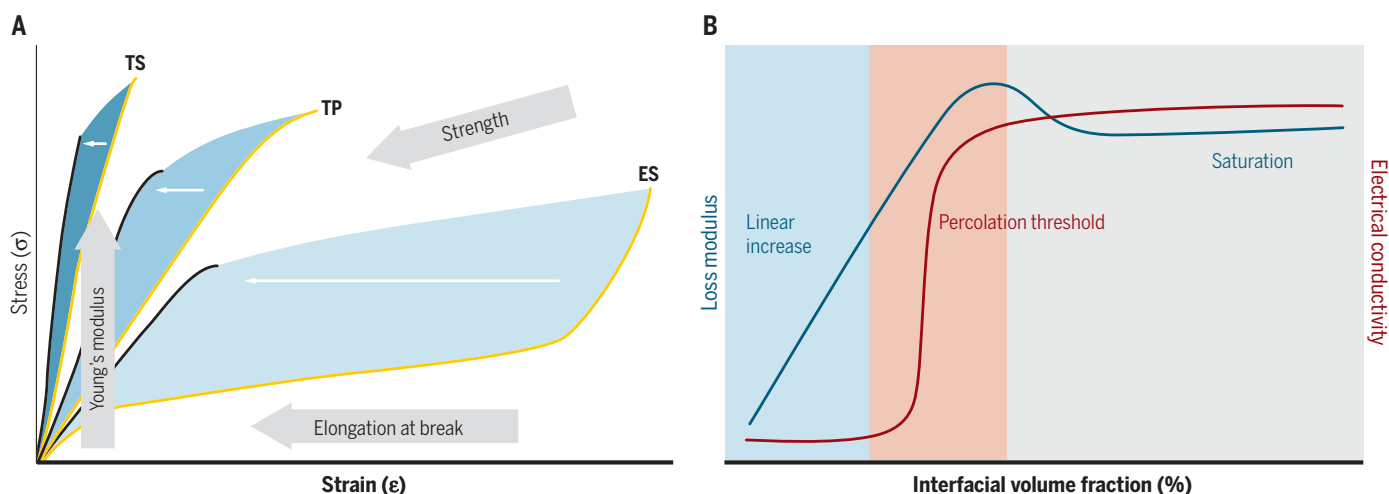 A
TS
TP
Strength
ES
Stress (σ)
Young's modulus
Elongation at break
Strain (ε)
B
Loss modulus
Linear
increase
Percolation threshold
Saturation
Electrical conductivity
Interfacial volume fraction (%)